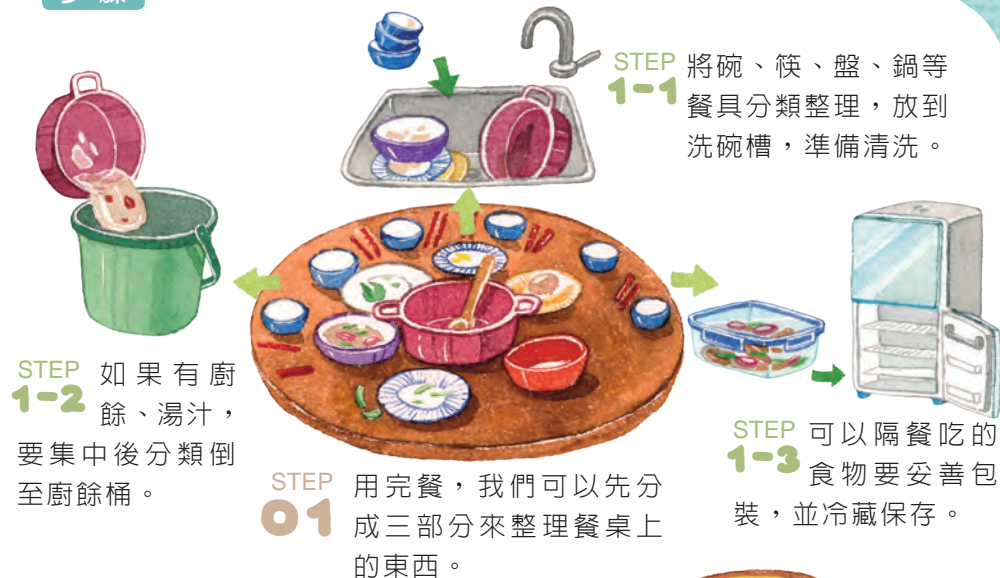 STEP 1-1 將碗、筷、盤、鍋等
餐具分類整理，放到
洗碗槽，準備清洗。
STEP 1-2 如果有廚
餘、湯汁，
要集中後分類倒
至廚餘桶。
STEP 01 用完餐，我們可以先分
成三部分來整理餐桌上
的東西。
STEP 1-3 可以隔餐吃的
食物要妥善包
裝，並冷藏保存。